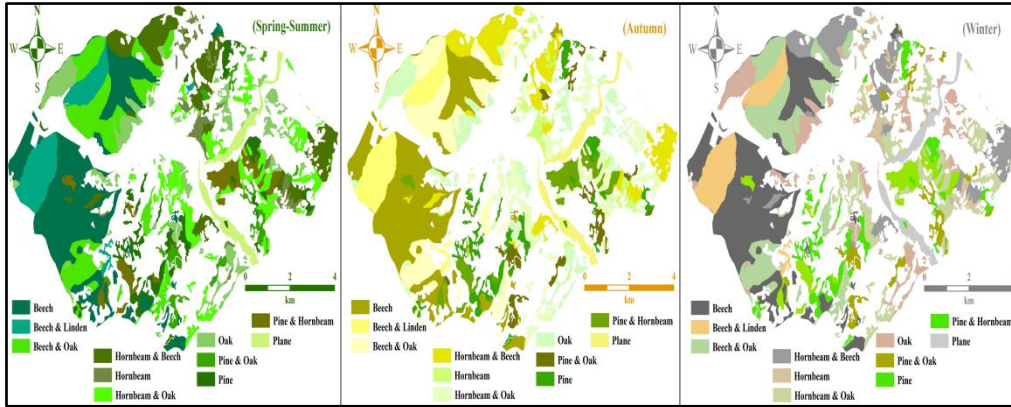 N
W E
S
(Spring-Summer)
0 2 4
km
Beech
Beech & Linden
Beech & Oak
Hornbeam & Beech
Hornbeam
Hornbeam & Oak
Oak
Pine & Oak
Pine
Pine & Hornbeam
Plane
N
W E
S
(Autumn)
0 2 4
km
Beech
Beech & Linden
Beech & Oak
Hornbeam & Beech
Hornbeam
Hornbeam & Oak
Oak
Pine & Oak
Pine
Pine & Hornbeam
Plane
N
W E
S
(Winter)
0 2 4
km
Beech
Beech & Linden
Beech & Oak
Hornbeam & Beech
Hornbeam
Hornbeam & Oak
Oak
Pine & Oak
Pine
Pine & Hornbeam
Plane